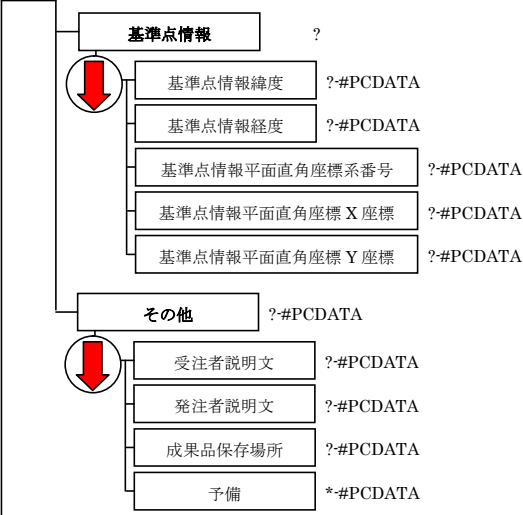 基準点情報 ?
基準点情報緯度 ?-#PCDATA
基準点情報経度 ?-#PCDATA
基準点情報平面直角座標系番号 ?-#PCDATA
基準点情報平面直角座標 X 座標 ?-#PCDATA
基準点情報平面直角座標 Y 座標 ?-#PCDATA
その他 ?-#PCDATA
受注者説明文 ?-#PCDATA
発注者説明文 ?-#PCDATA
成果品保存場所 ?-#PCDATA
予備 *-#PCDATA